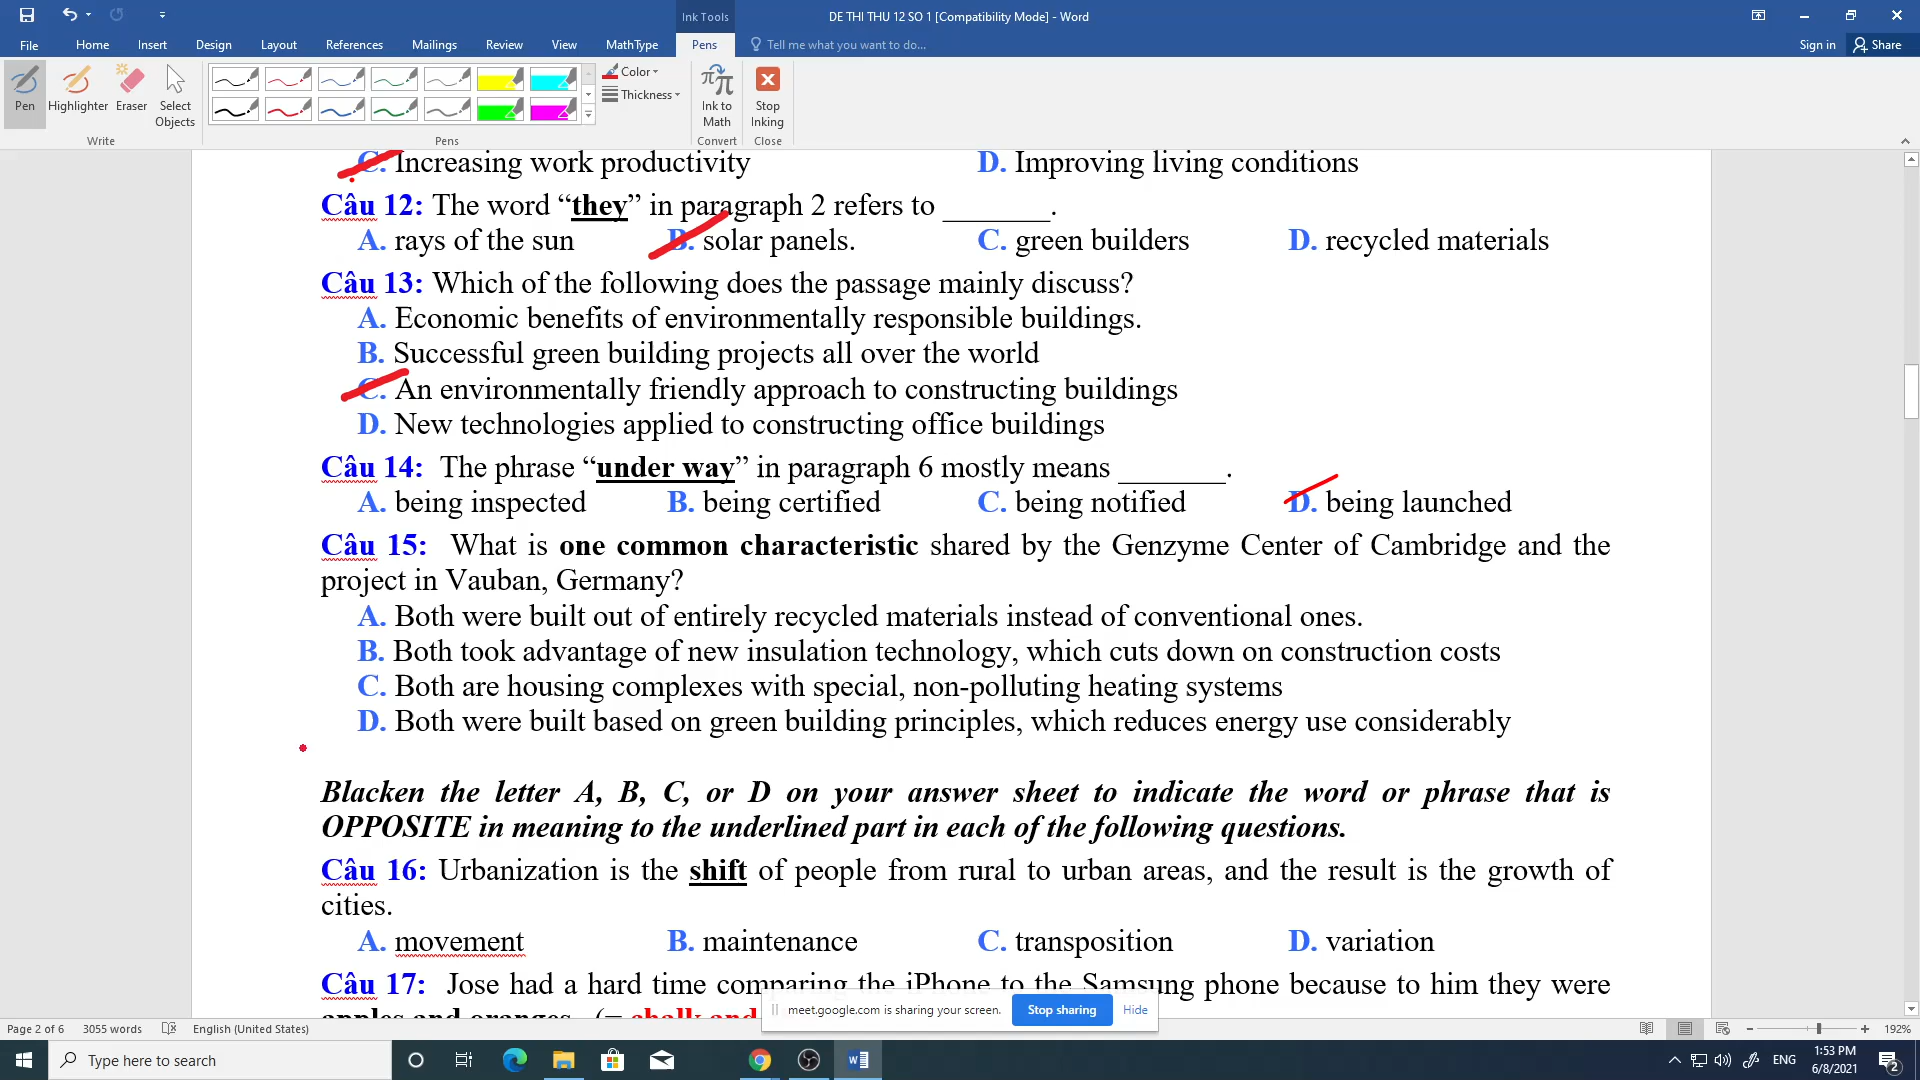 Ink Tools
DE THI THU 12 SO 1 [Compatibility Mode] - Word
File Home Insert Design Layout References Mailings Review View MathType Pens Tell me what you want to do... Sign in Share
Pen Highlighter Eraser Select Objects
Color
Thickness
Ink to Math
Stop Inking
Write Pens Convert Close
C. Increasing work productivity D. Improving living conditions
Câu 12: The word “they” in paragraph 2 refers to _______.
A. rays of the sun B. solar panels. C. green builders D. recycled materials
Câu 13: Which of the following does the passage mainly discuss?
A. Economic benefits of environmentally responsible buildings.
B. Successful green building projects all over the world
C. An environmentally friendly approach to constructing buildings
D. New technologies applied to constructing office buildings
Câu 14: The phrase “under way” in paragraph 6 mostly means _______.
A. being inspected B. being certified C. being notified D. being launched
Câu 15: What is one common characteristic shared by the Genzyme Center of Cambridge and the
project in Vauban, Germany?
A. Both were built out of entirely recycled materials instead of conventional ones.
B. Both took advantage of new insulation technology, which cuts down on construction costs
C. Both are housing complexes with special, non-polluting heating systems
D. Both were built based on green building principles, which reduces energy use considerably
Blacken the letter A, B, C, or D on your answer sheet to indicate the word or phrase that is
OPPOSITE in meaning to the underlined part in each of the following questions.
Câu 16: Urbanization is the shift of people from rural to urban areas, and the result is the growth of
cities.
A. movement B. maintenance C. transposition D. variation
Câu 17: Jose had a hard time comparing the iPhone to the Samsung phone because to him they were
apples and oranges. (= chalk and
meet.google.com is sharing your screen. Stop sharing Hide
Page 2 of 6 3055 words English (United States) 192%
Type here to search
ENG
1:53 PM
6/8/2021
2